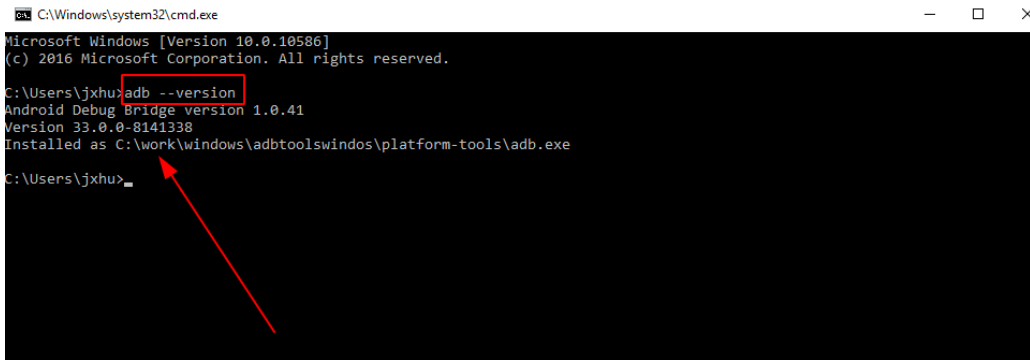 C:\Windows\system32\cmd.exe
Microsoft Windows [Version 10.0.10586]
(c) 2016 Microsoft Corporation. All rights reserved.
C:\Users\jxhu>adb --version
Android Debug Bridge version 1.0.41
Version 33.0.0-8141338
Installed as C:\work\windows\adbtoolswindos\platform-tools\adb.exe
C:\Users\jxhu>